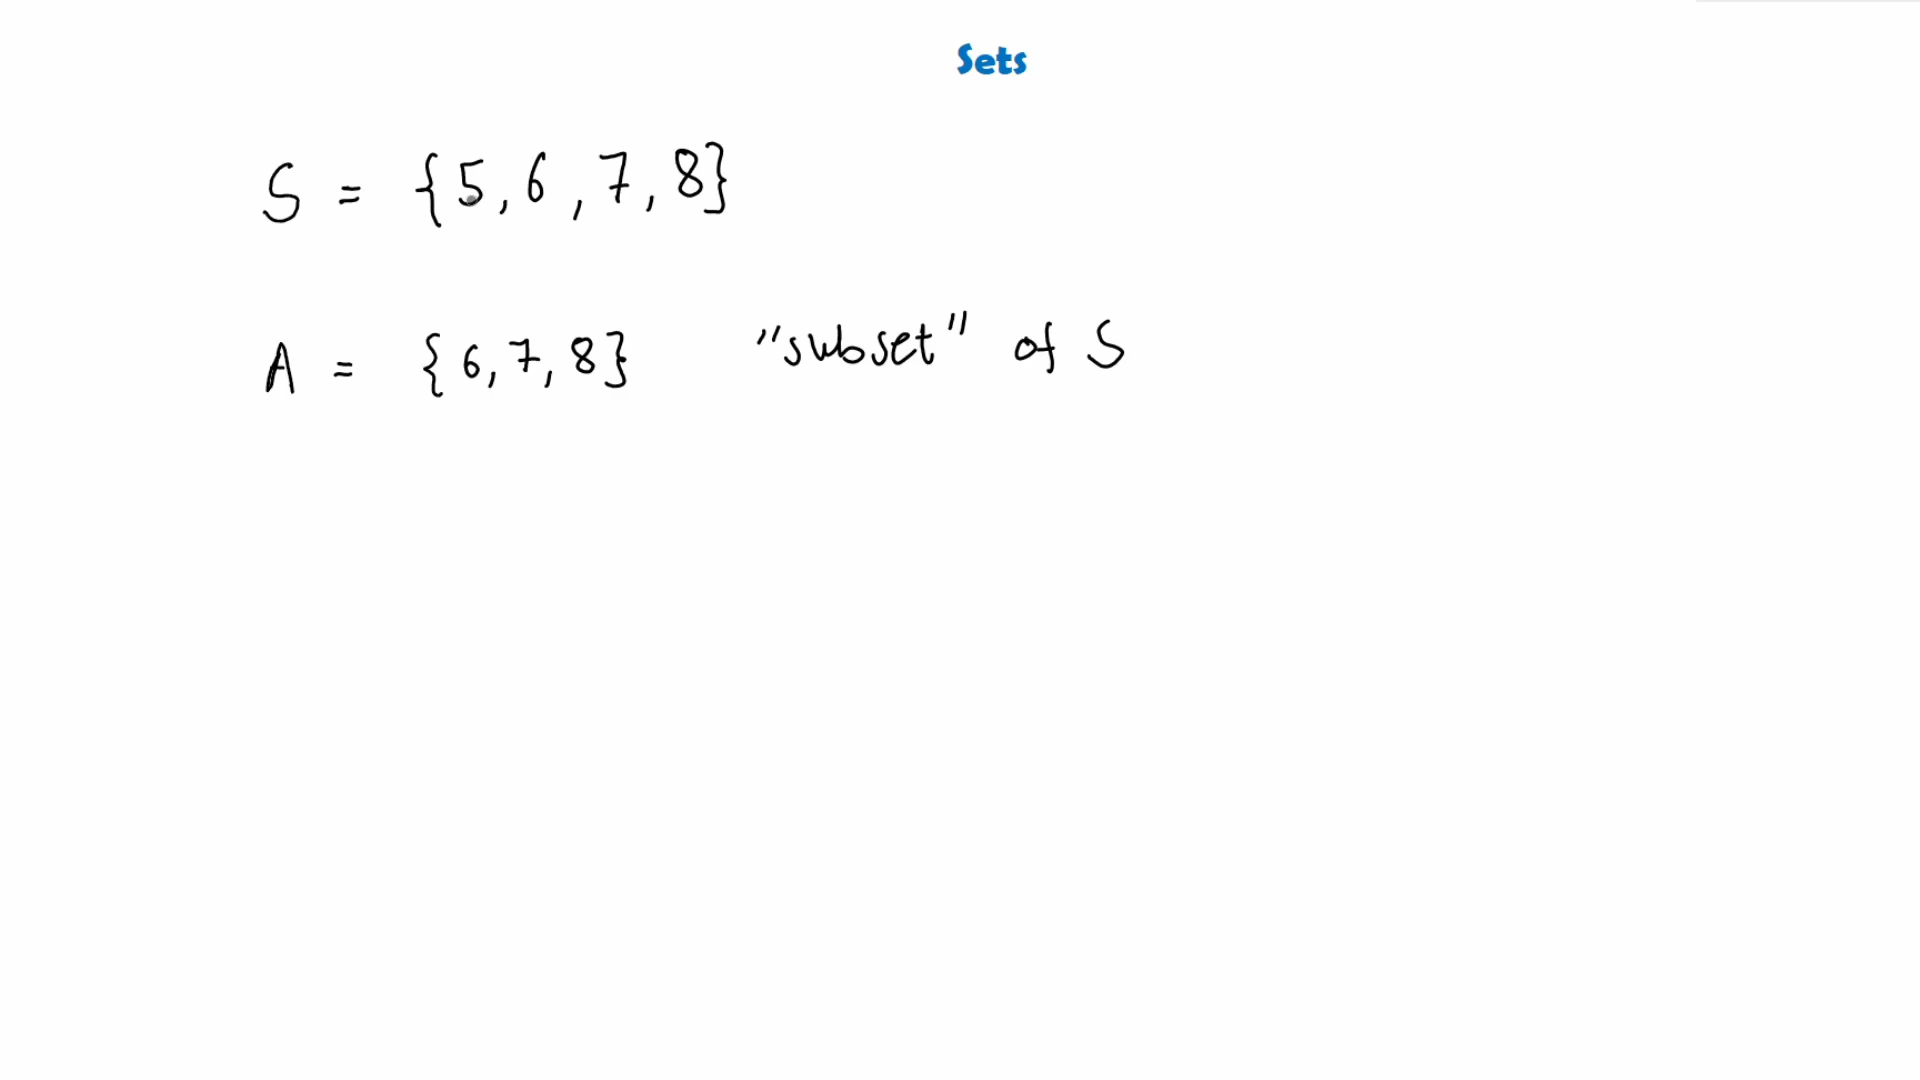 Sets
S = {5, 6, 7, 8}
A = {6, 7, 8} "subset" of S